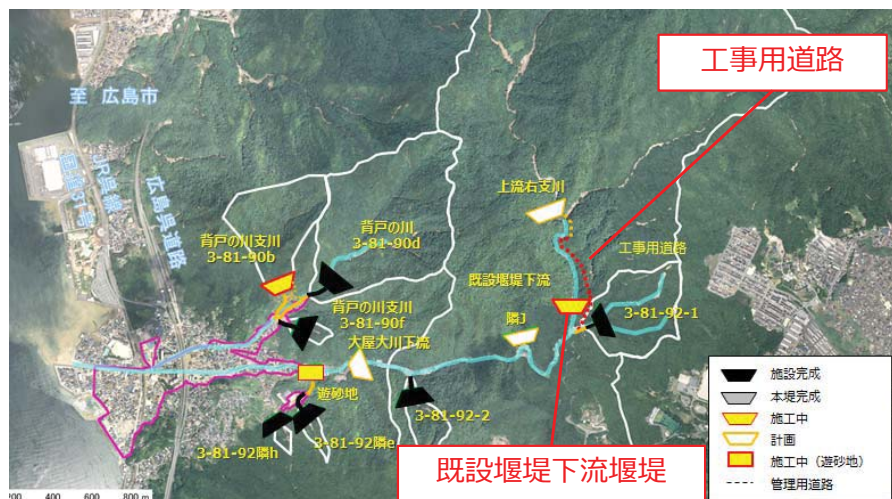 工事用道路
至 広島市
国道31号
JR呉線
広島呉道路
上流右支川
背戸の川
3-81-90d
背戸の川支川
3-81-90b
工事用道路
既設堰堤下流
背戸の川支川
3-81-90f
隣J
3-81-92-1
大屋大川下流
遊砂地
3-81-92-2
3-81-92隣h
3-81-92隣e
既設堰堤下流堰堤
施設完成
本堤完成
施工中
計画
施工中（遊砂地）
管理用道路
200 400 600 800 m